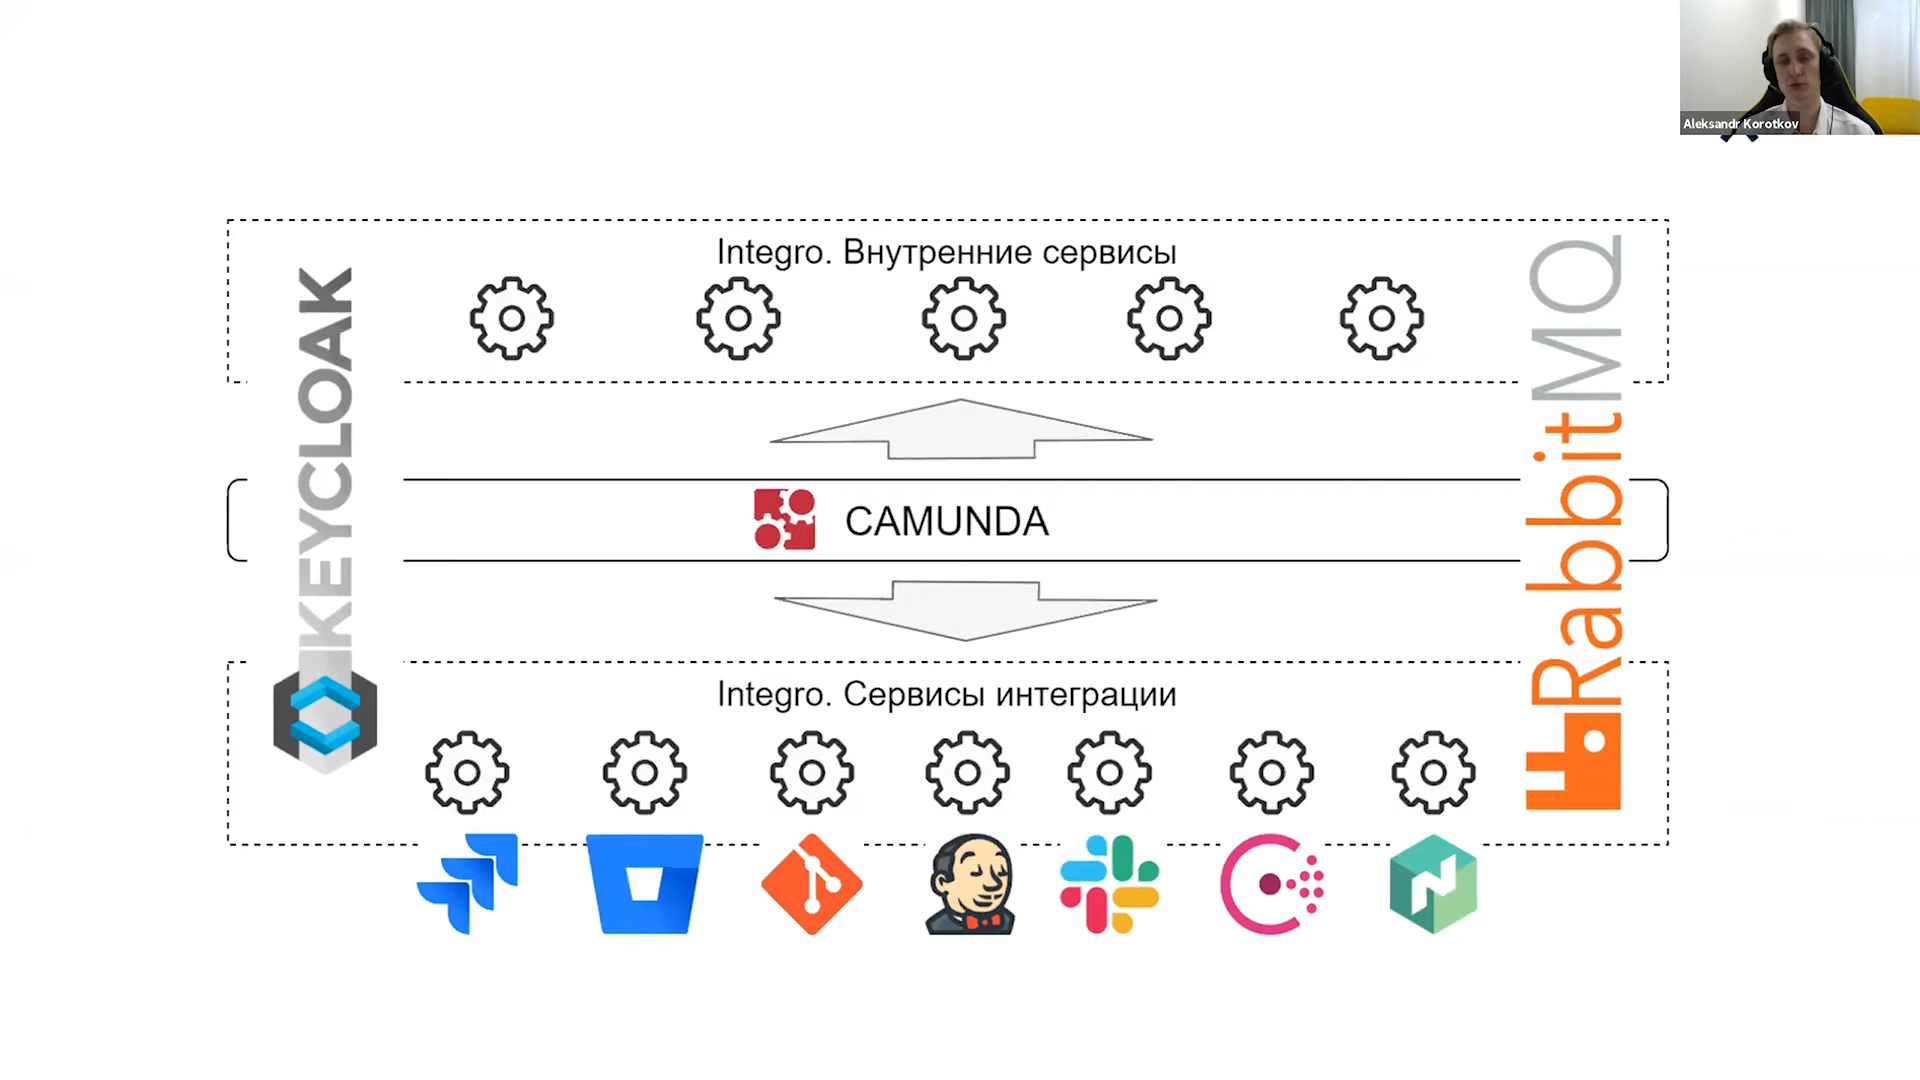 Aleksandr Korotkov
Integro. Внутренние сервисы
KEYCLOAK
RabbitMQ
CAMUNDA
Integro. Сервисы интеграции